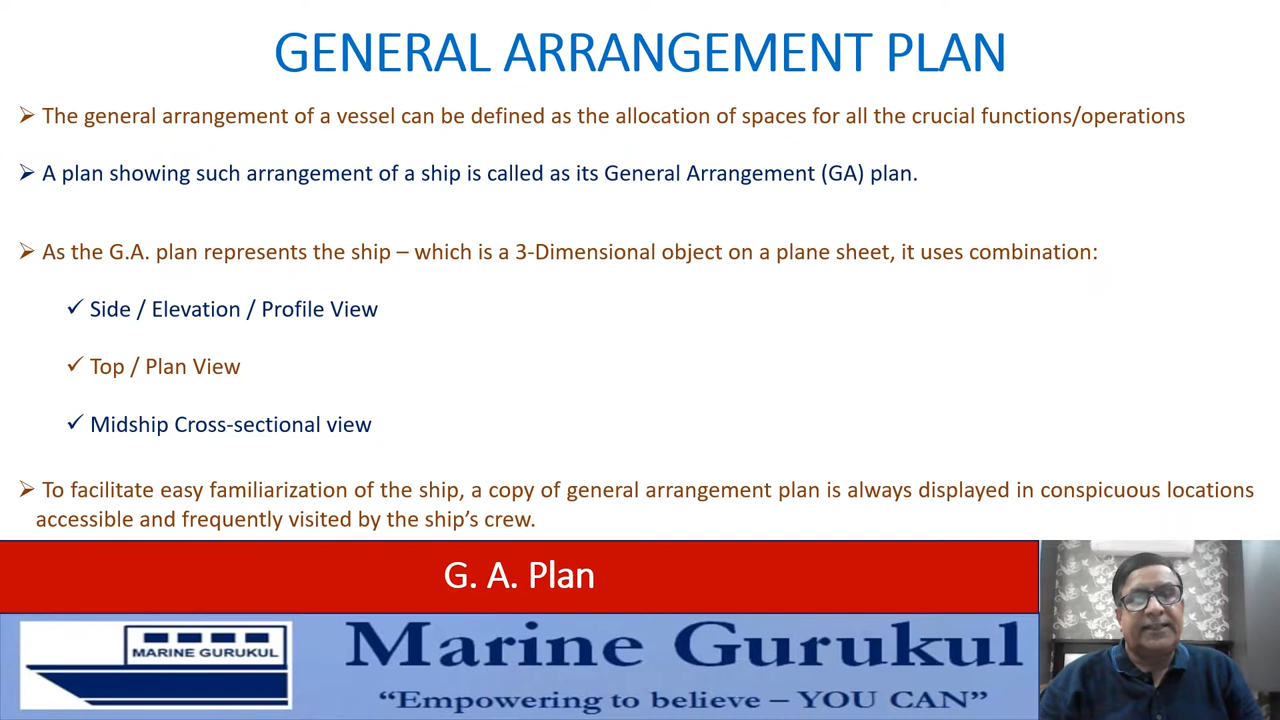 GENERAL ARRANGEMENT PLAN
➢ The general arrangement of a vessel can be defined as the allocation of spaces for all the crucial functions/operations
➢ A plan showing such arrangement of a ship is called as its General Arrangement (GA) plan.
➢ As the G.A. plan represents the ship – which is a 3-Dimensional object on a plane sheet, it uses combination:
✓ Side / Elevation / Profile View
✓ Top / Plan View
✓ Midship Cross-sectional view
➢ To facilitate easy familiarization of the ship, a copy of general arrangement plan is always displayed in conspicuous locations
accessible and frequently visited by the ship’s crew.
G. A. Plan
MARINE GURUKUL
Marine Gurukul
“Empowering to believe – YOU CAN”